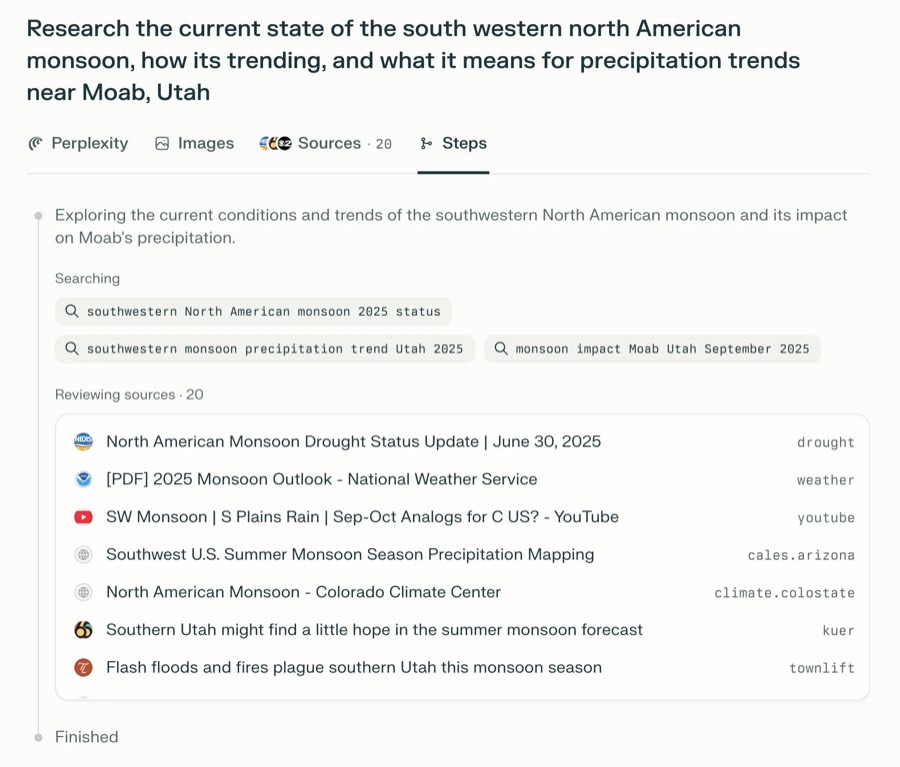 Research the current state of the south western north American
monsoon, how its trending, and what it means for precipitation trends
near Moab, Utah
Perplexity Images Sources · 20 Steps
Exploring the current conditions and trends of the southwestern North American monsoon and its impact
on Moab's precipitation.
Searching
southwestern North American monsoon 2025 status
southwestern monsoon precipitation trend Utah 2025 monsoon impact Moab Utah September 2025
Reviewing sources · 20
NIDIS North American Monsoon Drought Status Update | June 30, 2025 drought
[PDF] 2025 Monsoon Outlook - National Weather Service weather
SW Monsoon | S Plains Rain | Sep-Oct Analogs for C US? - YouTube youtube
Southwest U.S. Summer Monsoon Season Precipitation Mapping cales.arizona
North American Monsoon - Colorado Climate Center climate.colostate
Southern Utah might find a little hope in the summer monsoon forecast kuer
Flash floods and fires plague southern Utah this monsoon season townlift
Finished